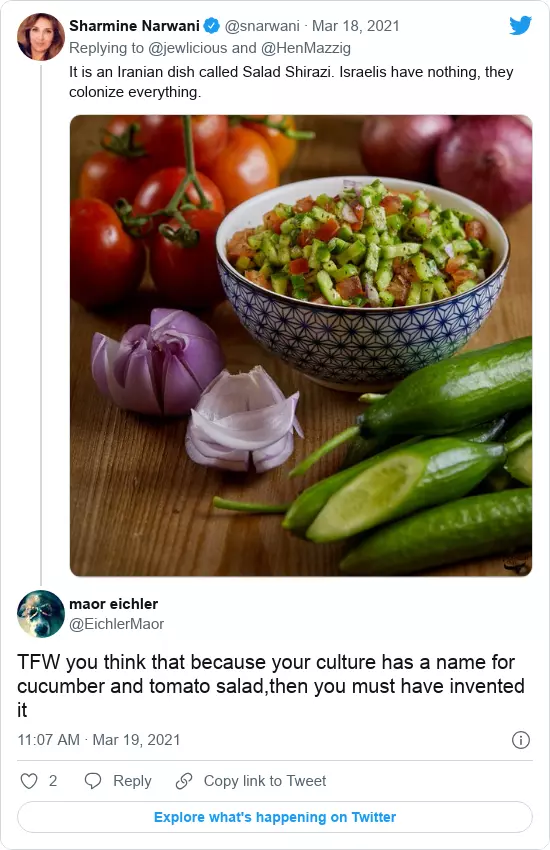 Sharmine Narwani @snarwani · Mar 18, 2021
Replying to @jewlicious and @HenMazzig
It is an Iranian dish called Salad Shirazi. Israelis have nothing, they
colonize everything.
maor eichler
@EichlerMaor
TFW you think that because your culture has a name for
cucumber and tomato salad,then you must have invented
it
11:07 AM · Mar 19, 2021
2 Reply Copy link to Tweet
Explore what's happening on Twitter